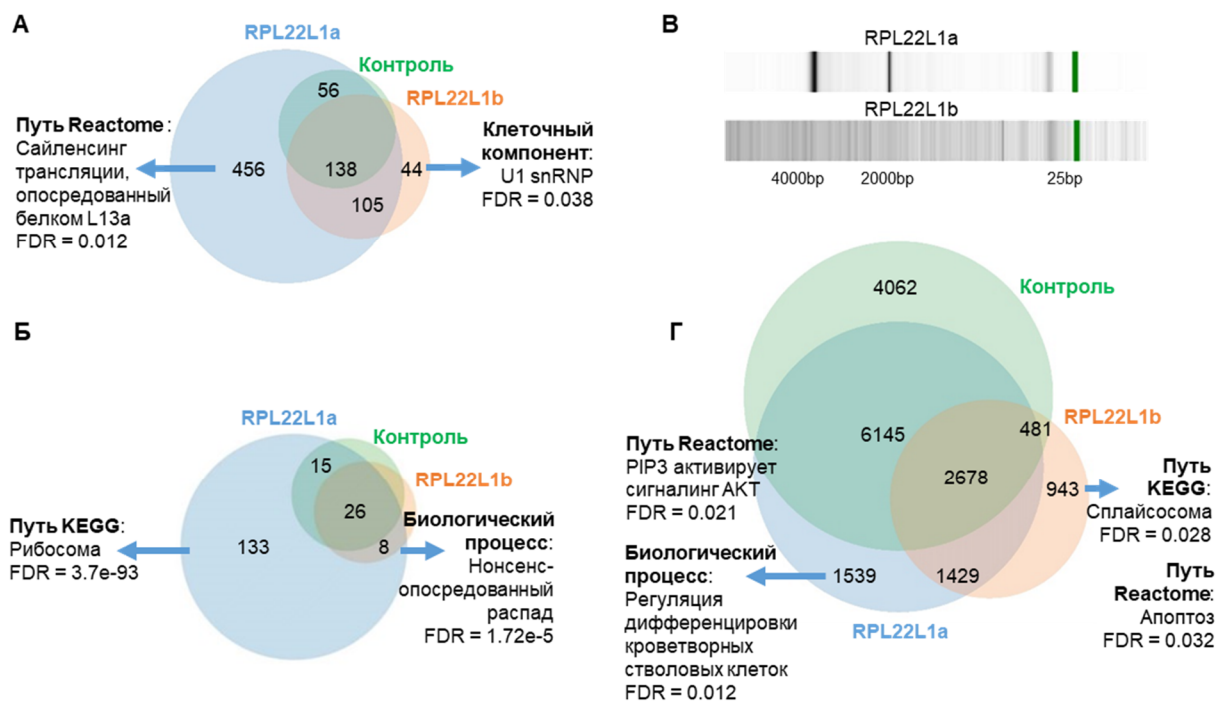 А
RPL22L1a
Контроль
56
RPL22L1b
Путь Reactome:
Сайленсинг
трансляции,
опосредованный
белком L13a
FDR = 0.012
456
138
44
105
Клеточный
компонент:
U1 snRNP
FDR = 0.038
В
RPL22L1a
RPL22L1b
4000bp
2000bp
25bp
Б
RPL22L1a
Контроль
15
RPL22L1b
26
Путь KEGG:
Рибосома
FDR = 3.7e-93
133
8
Биологический
процесс:
Нонсенс-
опосредованный
распад
FDR = 1.72e-5
Г
4062
Контроль
RPL22L1b
6145
481
2678
943
Путь Reactome:
PIP3 активирует
сигналинг AKT
FDR = 0.021
Путь
KEGG:
Сплайсосома
FDR = 0.028
Биологический
процесс:
Регуляция
дифференцировки
кроветворных
стволовых клеток
FDR = 0.012
1539
1429
RPL22L1a
Путь
Reactome:
Апоптоз
FDR = 0.032